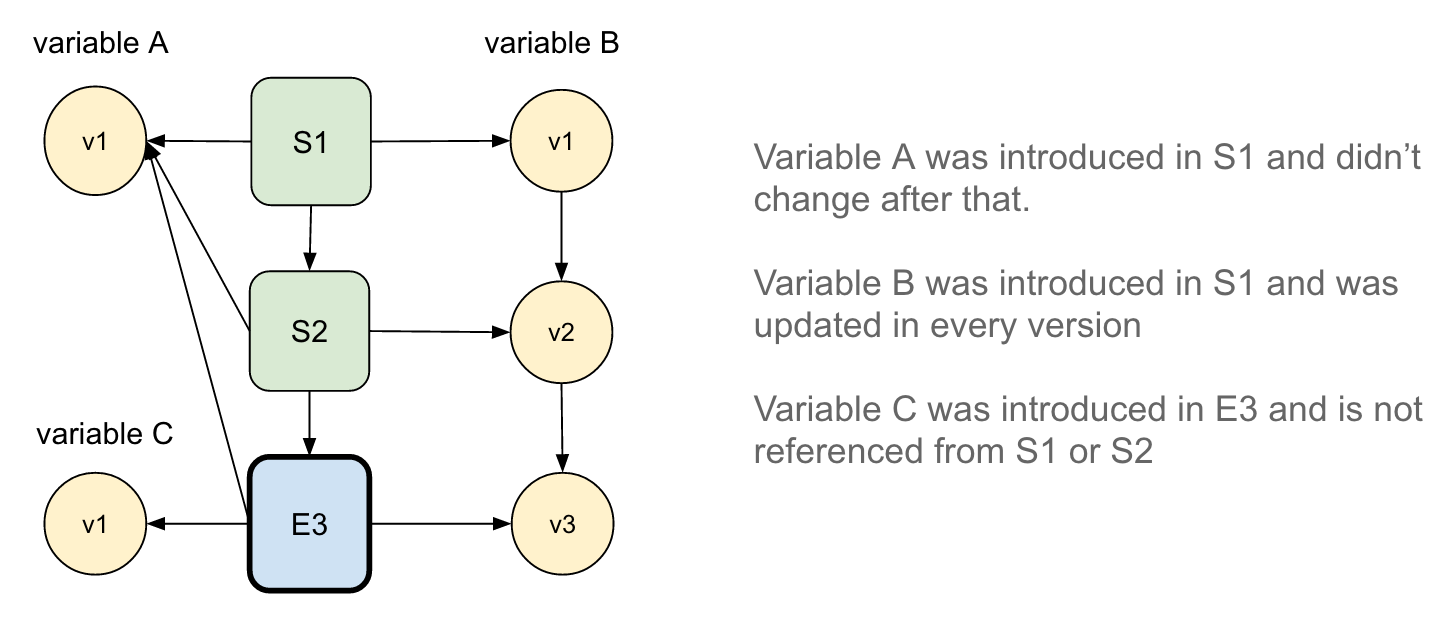 variable A
variable B
v1
S1
v1
S2
v2
variable C
v1
E3
v3
Variable A was introduced in S1 and didn’t
change after that.
Variable B was introduced in S1 and was
updated in every version
Variable C was introduced in E3 and is not
referenced from S1 or S2